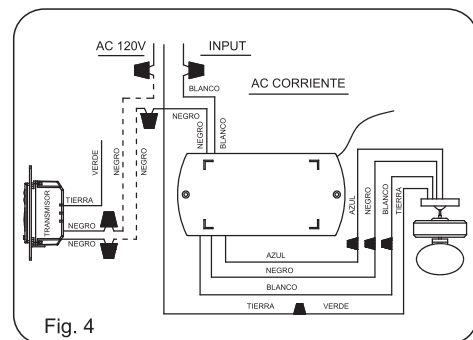 AC 120V
INPUT
BLANCO
AC CORRIENTE
NEGRO
NEGRO
BLANCO
VERDE
NEGRO
NEGRO
TRANSMISOR
TIERRA
NEGRO
NEGRO
AZUL
NEGRO
BLANCO
TIERRA
AZUL
NEGRO
BLANCO
TIERRA
VERDE
Fig. 4